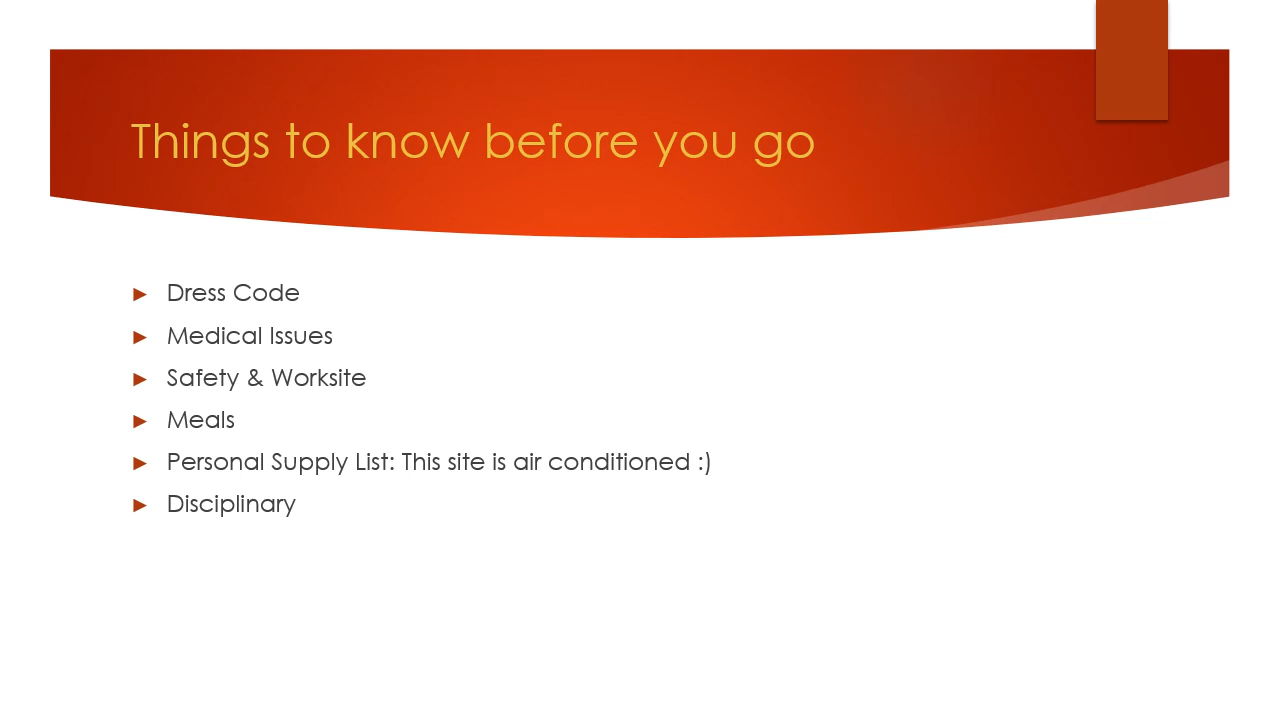 Things to know before you go
► Dress Code
► Medical Issues
► Safety & Worksite
► Meals
► Personal Supply List: This site is air conditioned :)
► Disciplinary